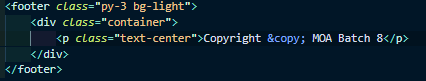 <footer class="py-3 bg-light">
<div class="container">
<p class="text-center">Copyright &copy; MOA Batch 8</p>
</div>
</footer>